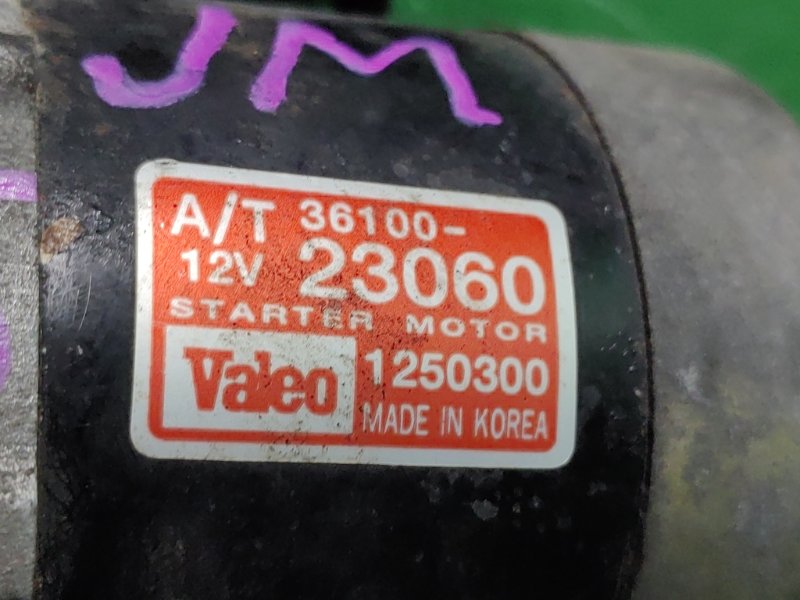 JM
A/T 36100-
12V 23060
STARTER MOTOR
Valeo 1250300
MADE IN KOREA